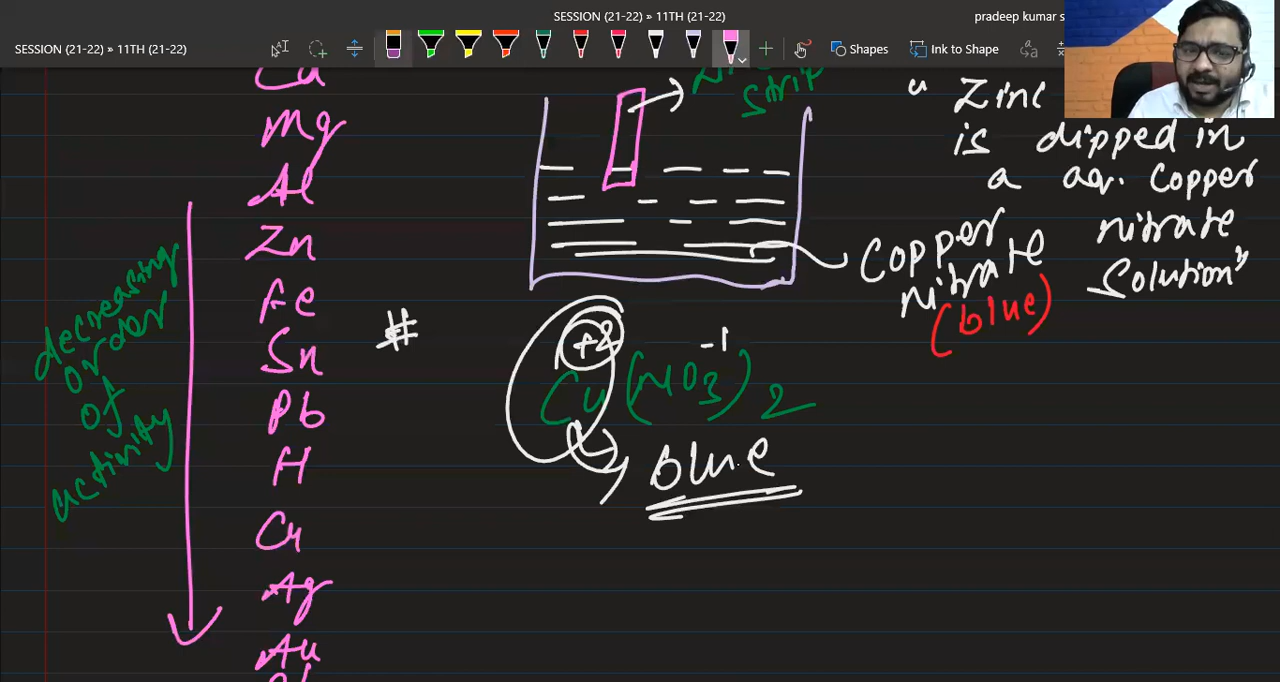 SESSION (21-22) » 11TH (21-22)
pradeep kumar s
SESSION (21-22) » 11TH (21-22)
Shapes
Ink to Shape
Ca
Mg
Al
Zn
Fe
Sn
Pb
H
Cu
Ag
Au
decreasing
order
of
activity
strip
" Zinc
is dipped in
a aq. Copper
nitrate
Solution"
Copper
nitrate
(blue)
#
+2 -1
Cu(NO3)2
blue